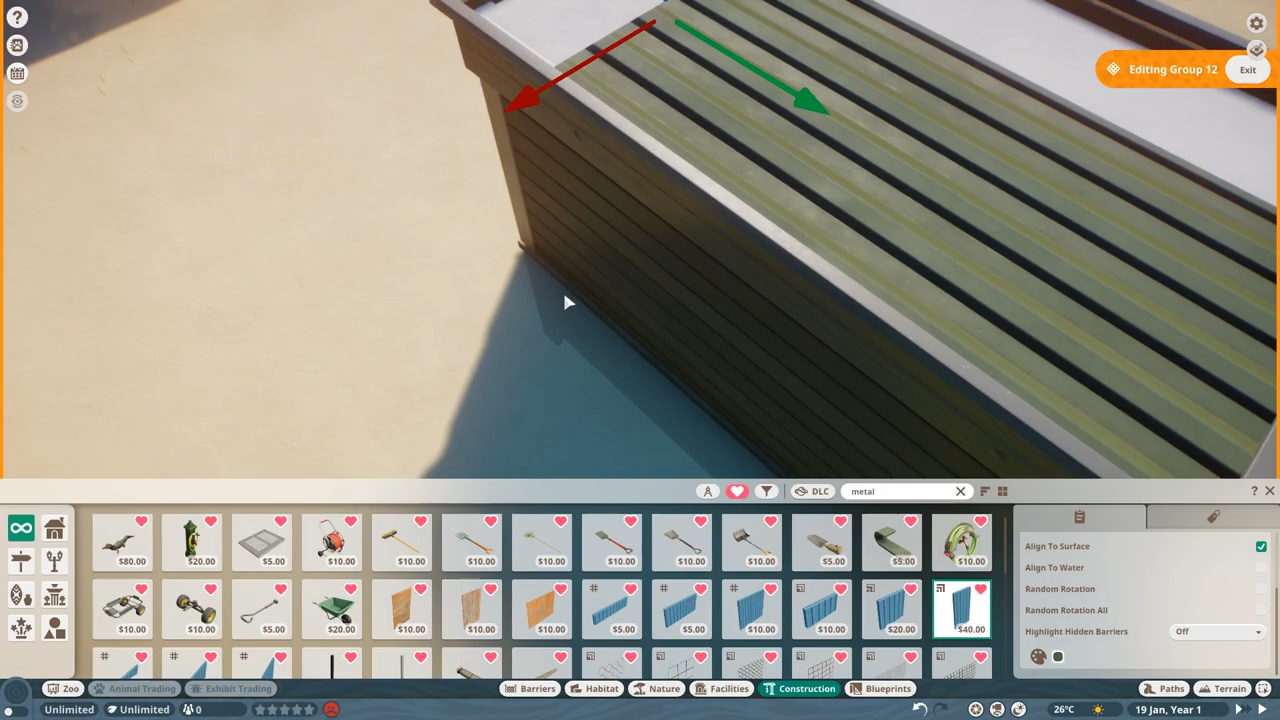 Editing Group 12
Exit
DLC
metal
?
$80.00
$20.00
$5.00
$10.00
$10.00
$10.00
$10.00
$10.00
$10.00
$10.00
$5.00
$5.00
$10.00
$10.00
$10.00
$5.00
$20.00
$10.00
$10.00
$10.00
$5.00
$5.00
$10.00
$10.00
$20.00
$40.00
Align To Surface
Align To Water
Random Rotation
Random Rotation All
Highlight Hidden Barriers
Off
Zoo
Animal Trading
Exhibit Trading
Barriers
Habitat
Nature
Facilities
Construction
Blueprints
Paths
Terrain
Unlimited
Unlimited
0
26°C
19 Jan, Year 1